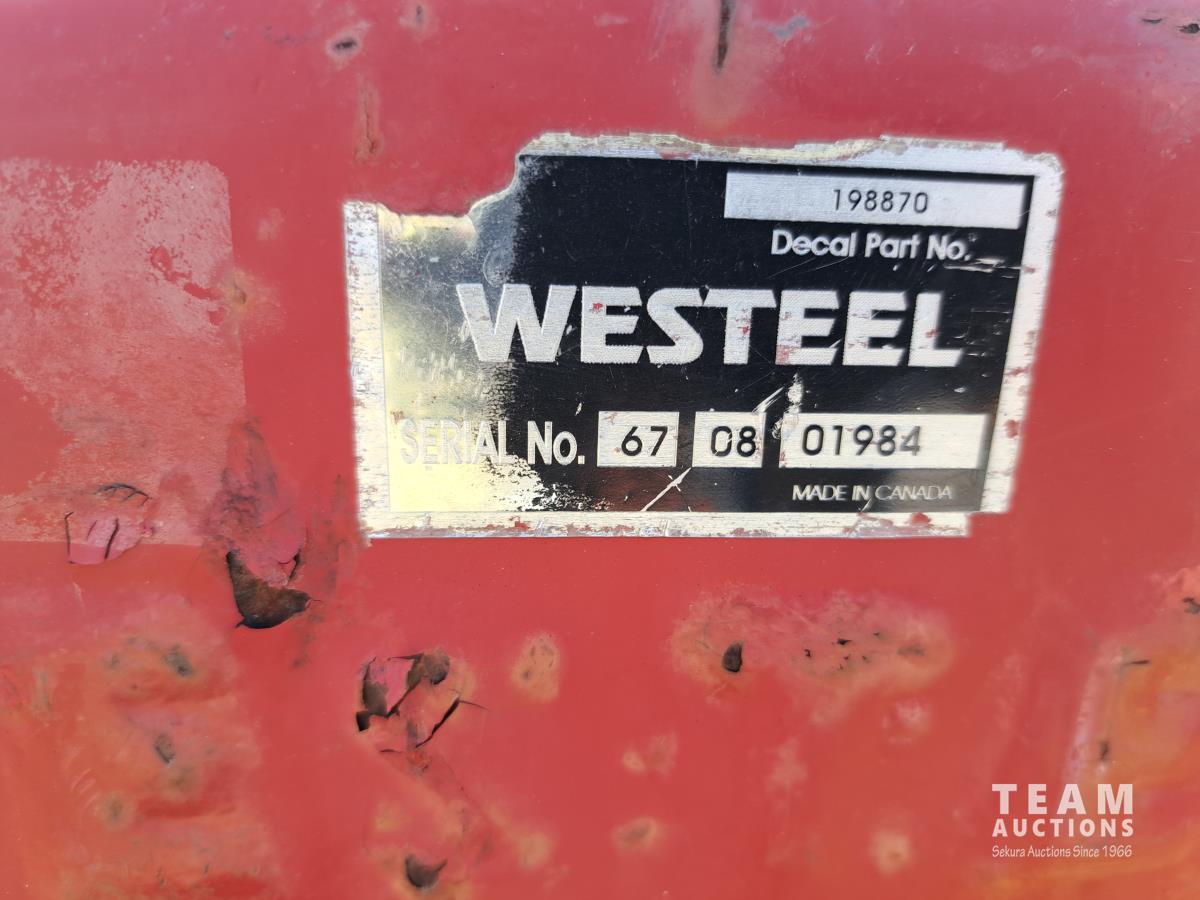 198870
Decal Part No.
WESTEEL
SERIAL No. 67 08 01984
MADE IN CANADA
TEAM
AUCTIONS
Sekura Auctions Since 1966